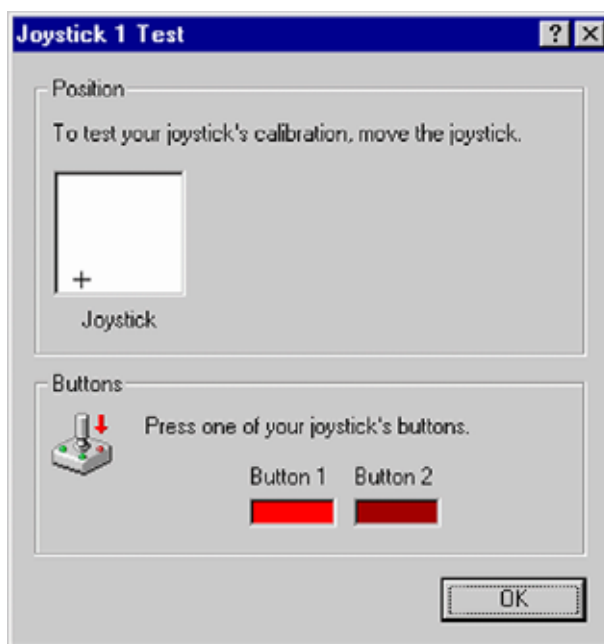 Joystick 1 Test
Position
To test your joystick's calibration, move the joystick.
Joystick
Buttons
Press one of your joystick's buttons.
Button 1 Button 2
OK